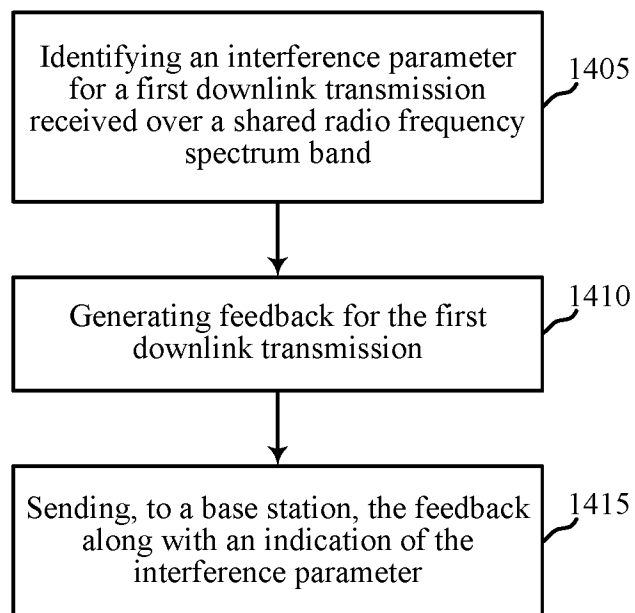 Identifying an interference parameter
for a first downlink transmission
received over a shared radio frequency
spectrum band
1405
Generating feedback for the first
downlink transmission
1410
Sending, to a base station, the feedback
along with an indication of the
interference parameter
1415